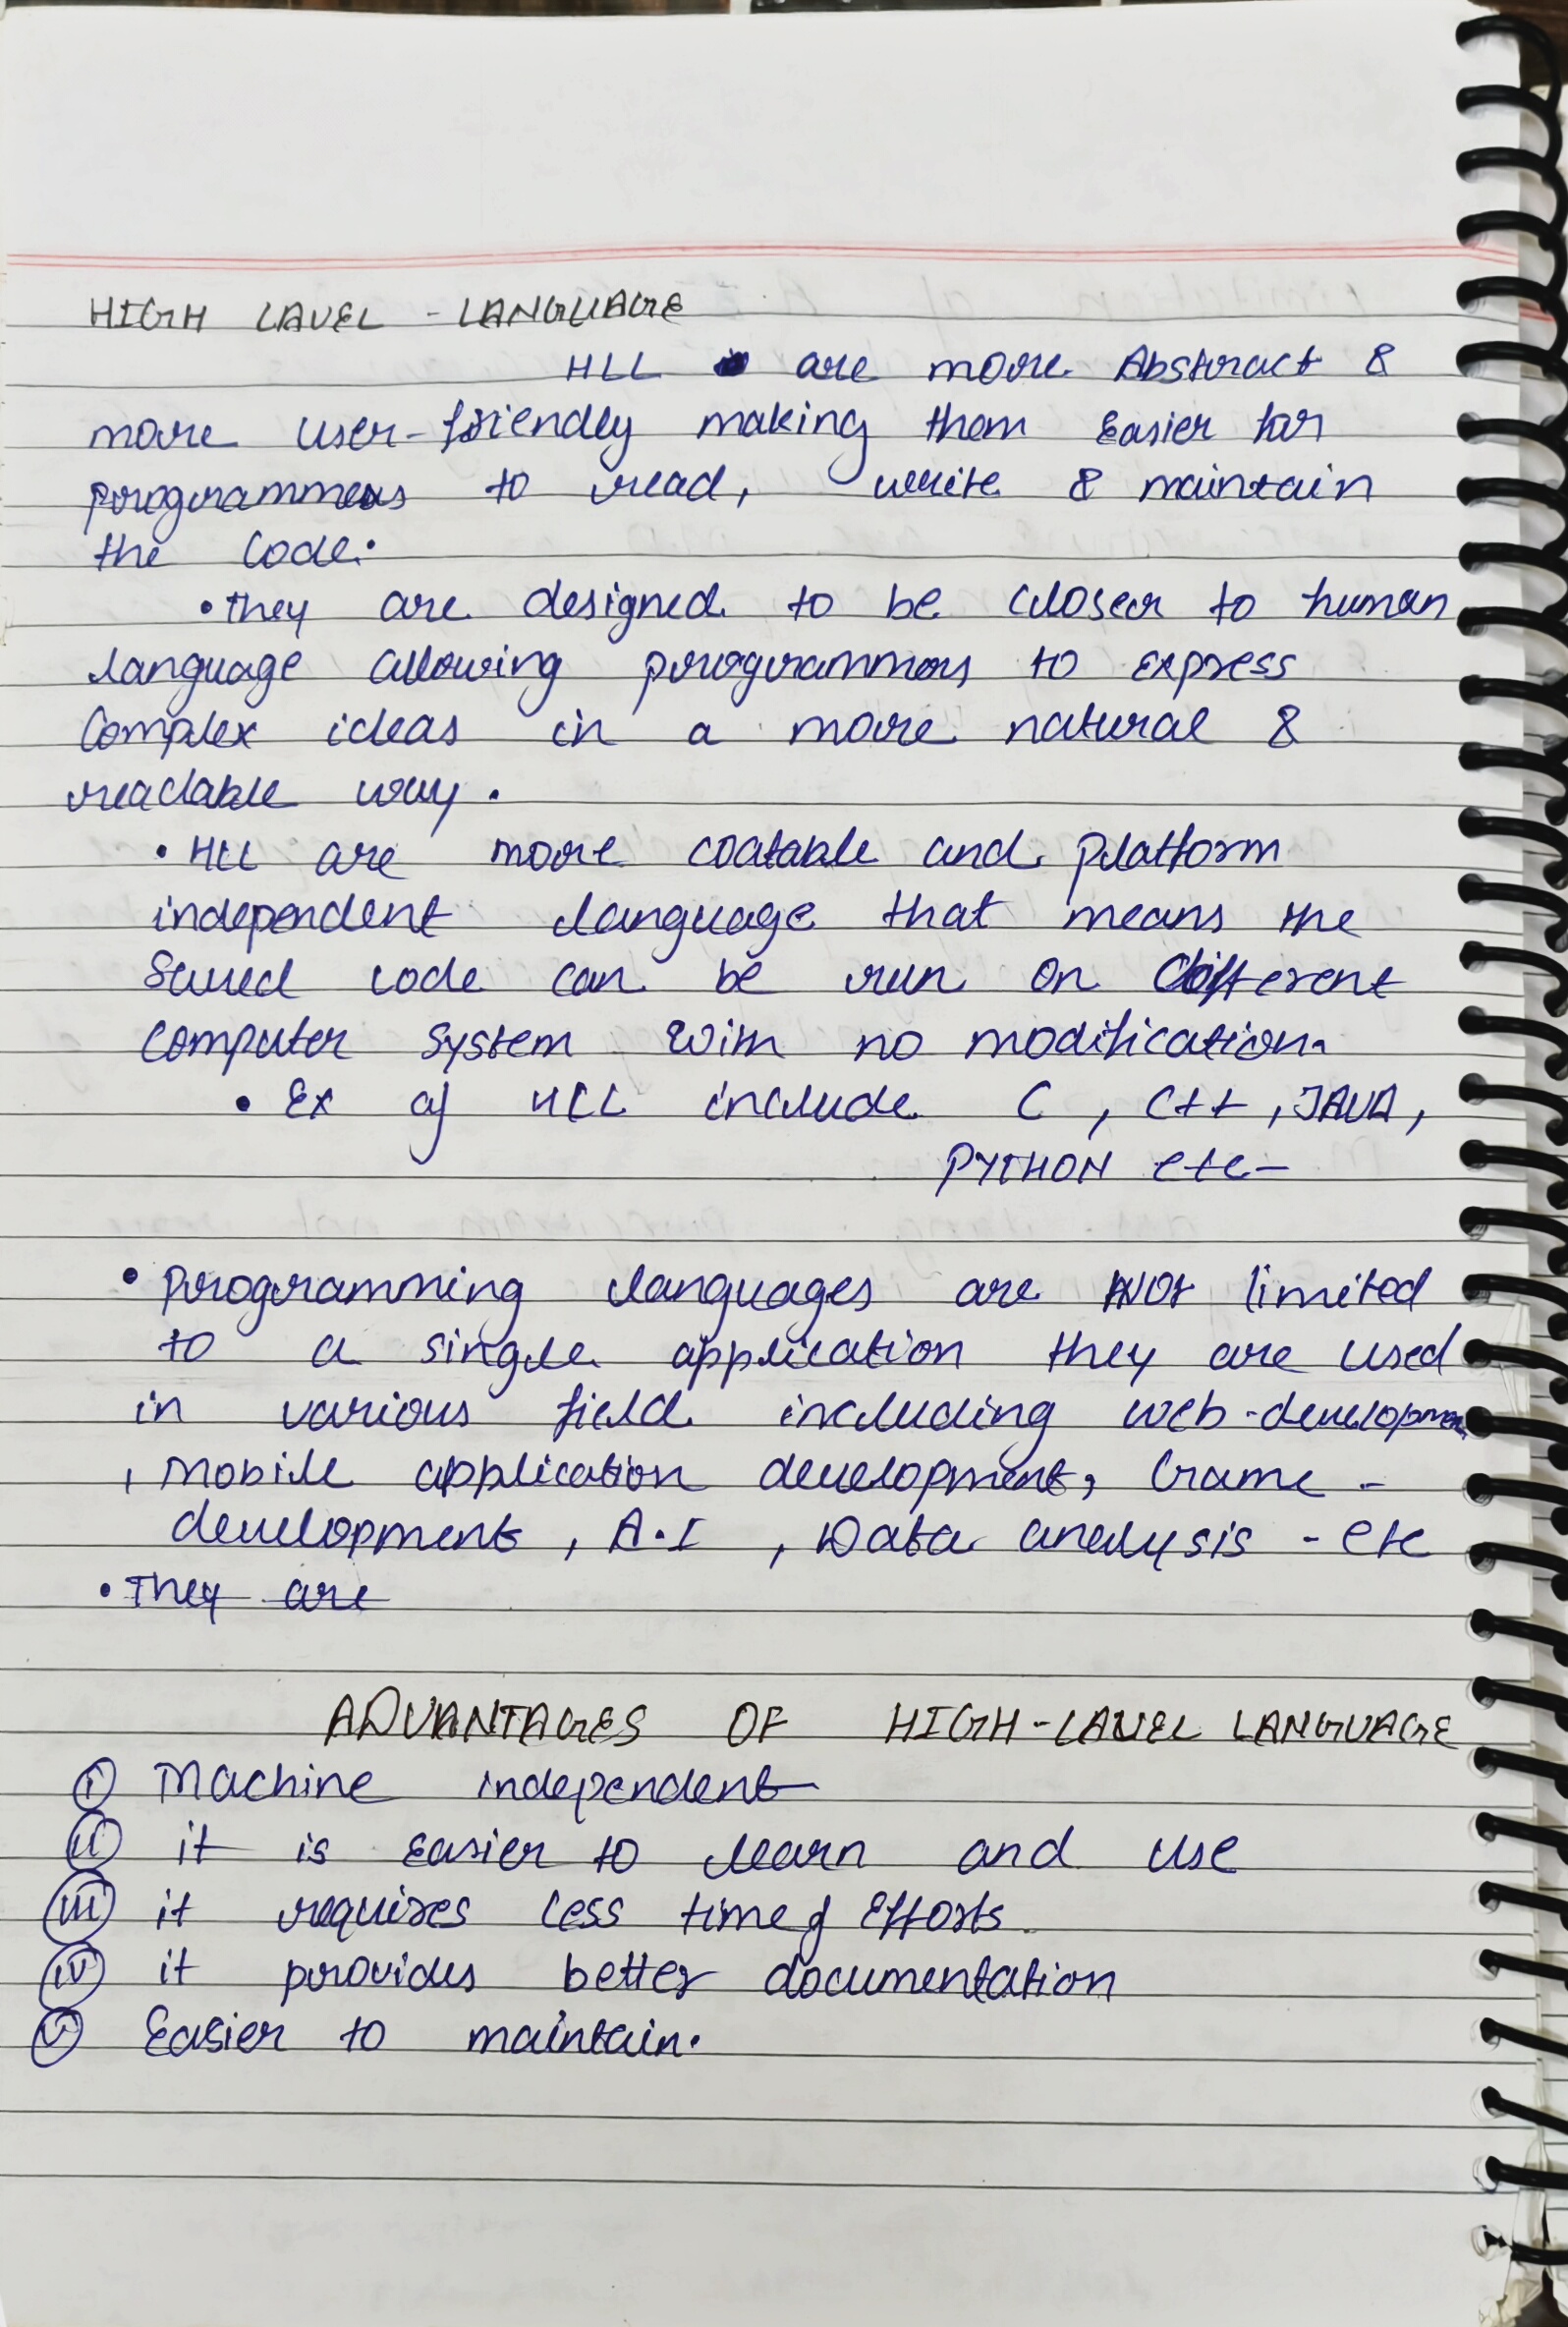 HIGH LAVEL - LANGUAGE
HLL are more Abstract &
more user-friendly making them Easier for
programmers to read, write & maintain
the Code.
• they are designed to be closer to human
language allowing programmers to express
Complex ideas in a more natural &
readable way.
• HLL are more coatable and platform
independent language that means the
Saued code can be run on different
computer system with no modification.
• Ex of HLL include C, C++, JAVA,
PYTHON etc-
• programming languages are NOT limited
to a single application they are used
in various field including web-developmen
, Mobile application development, Game -
development, A.I, Data analysis - etc
• They are
ADVANTAGES OF HIGH-LAVEL LANGUAGE
(i) Machine independent
(ii) it is easier to learn and use
(iii) it requires less time & Efforts.
(iv) it provides better documentation
(v) Easier to maintain.